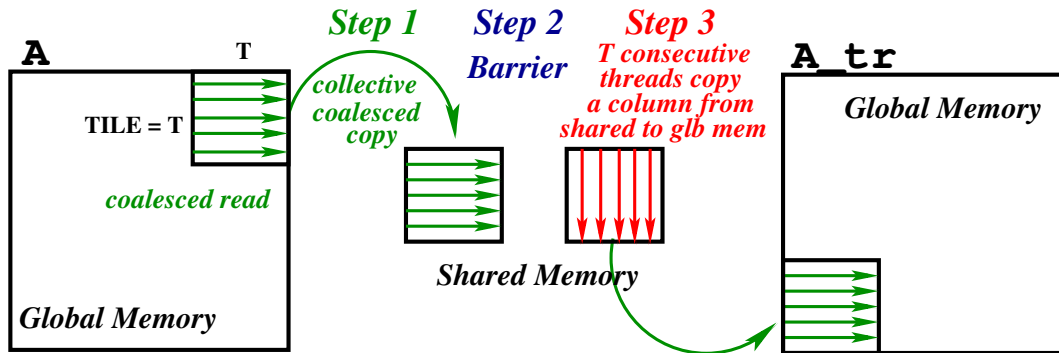 A
T
TILE = T
coalesced read
Global Memory
Step 1
collective
coalesced
copy
Step 2
Barrier
Step 3
T consecutive
threads copy
a column from
shared to glb mem
Shared Memory
A_tr
Global Memory